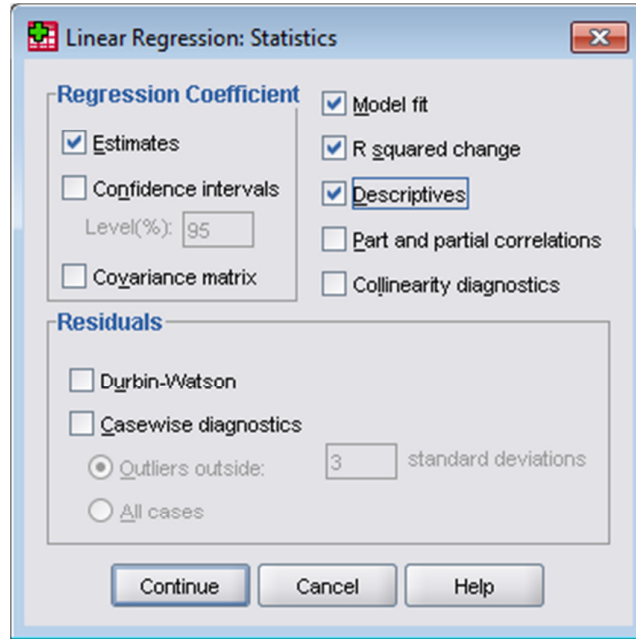 Linear Regression: Statistics
Regression Coefficient
Estimates
Confidence intervals
Level(%): 95
Covariance matrix
Model fit
R squared change
Descriptives
Part and partial correlations
Collinearity diagnostics
Residuals
Durbin-Watson
Casewise diagnostics
Outliers outside: 3 standard deviations
All cases
Continue Cancel Help